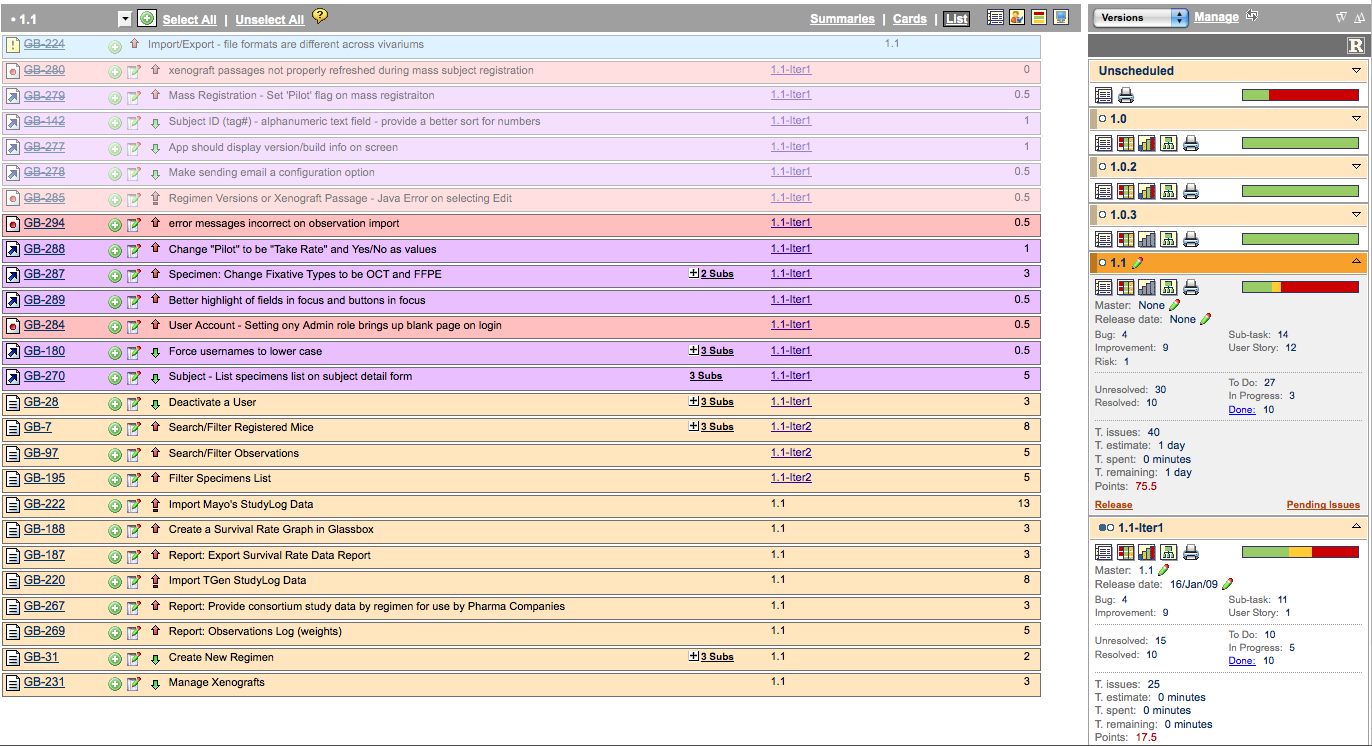 • 1.1 Select All | Unselect All ? Summaries | Cards | List
GB-224 Import/Export - file formats are different across vivariums 1.1
GB-280 xenograft passages not properly refreshed during mass subject registration 1.1-Iter1 0
GB-279 Mass Registration - Set 'Pilot' flag on mass registraiton 1.1-Iter1 0.5
GB-142 Subject ID (tag#) - alphanumeric text field - provide a better sort for numbers 1.1-Iter1 1
GB-277 App should display version/build info on screen 1.1-Iter1 1
GB-278 Make sending email a configuration option 1.1-Iter1 0.5
GB-285 Regimen Versions or Xenograft Passage - Java Error on selecting Edit 1.1-Iter1 0.5
GB-294 error messages incorrect on observation import 1.1-Iter1 0.5
GB-288 Change "Pilot" to be "Take Rate" and Yes/No as values 1.1-Iter1 1
GB-287 Specimen: Change Fixative Types to be OCT and FFPE 2 Subs 1.1-Iter1 3
GB-289 Better highlight of fields in focus and buttons in focus 1.1-Iter1 0.5
GB-284 User Account - Setting ony Admin role brings up blank page on login 1.1-Iter1 0.5
GB-180 Force usernames to lower case 3 Subs 1.1-Iter1 0.5
GB-270 Subject - List specimens list on subject detail form 3 Subs 1.1-Iter1 5
GB-28 Deactivate a User 3 Subs 1.1-Iter1 3
GB-7 Search/Filter Registered Mice 3 Subs 1.1-Iter2 8
GB-97 Search/Filter Observations 1.1-Iter2 5
GB-195 Filter Specimens List 1.1-Iter2 5
GB-222 Import Mayo's StudyLog Data 1.1 13
GB-188 Create a Survival Rate Graph in Glassbox 1.1 3
GB-187 Report: Export Survival Rate Data Report 1.1 3
GB-220 Import TGen StudyLog Data 1.1 8
GB-267 Report: Provide consortium study data by regimen for use by Pharma Companies 1.1 3
GB-269 Report: Observations Log (weights) 1.1 5
GB-31 Create New Regimen 3 Subs 1.1 2
GB-231 Manage Xenografts 1.1 3
Versions Manage
R
Unscheduled
1.0
1.0.2
1.0.3
1.1
Master: None
Release date: None
Bug: 4 Sub-task: 14
Improvement: 9 User Story: 12
Risk: 1
Unresolved: 30 To Do: 27
Resolved: 10 In Progress: 3
Done: 10
T. issues: 40
T. estimate: 1 day
T. spent: 0 minutes
T. remaining: 1 day
Points: 75.5
Release Pending Issues
1.1-Iter1
Master: 1.1
Release date: 16/Jan/09
Bug: 4 Sub-task: 11
Improvement: 9 User Story: 1
Unresolved: 15 To Do: 10
Resolved: 10 In Progress: 5
Done: 10
T. issues: 25
T. estimate: 0 minutes
T. spent: 0 minutes
T. remaining: 0 minutes
Points: 17.5